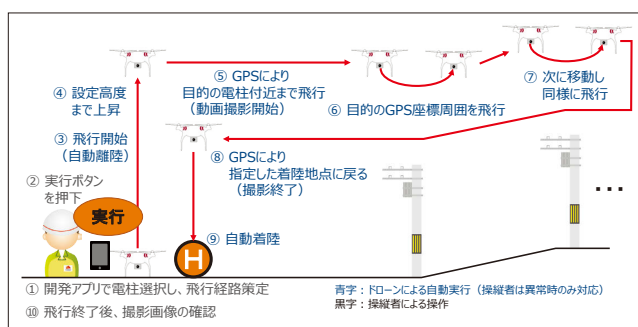 ④ 設定高度
まで上昇
⑤ GPSにより
目的の電柱付近まで飛行
(動画撮影開始)
⑥ 目的のGPS座標周囲を飛行
⑦ 次に移動し
同様に飛行
③ 飛行開始
(自動離陸)
② 実行ボタン
を押下
実行
⑧ GPSにより
指定した着陸地点に戻る
(撮影終了)
⑨ 自動着陸
H
…
① 開発アプリで電柱選択し、飛行経路策定
⑩ 飛行終了後、撮影画像の確認
青字:ドローンによる自動実行(操縦者は異常時のみ対応)
黒字:操縦者による操作